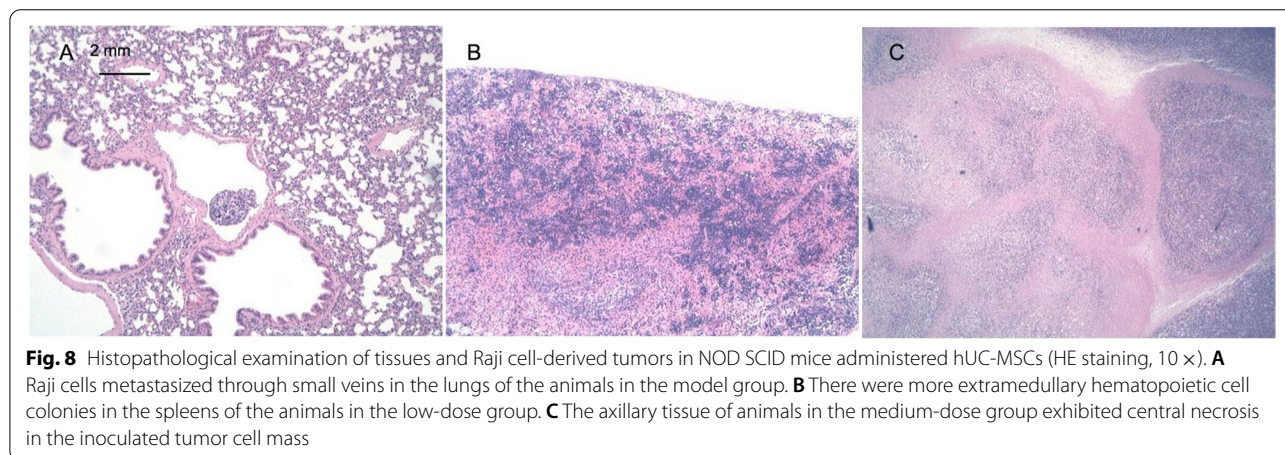 A
2 mm
B
C
Fig. 8 Histopathological examination of tissues and Raji cell-derived tumors in NOD SCID mice administered hUC-MSCs (HE staining, 10 ×). A
Raji cells metastasized through small veins in the lungs of the animals in the model group. B There were more extramedullary hematopoietic cell
colonies in the spleens of the animals in the low-dose group. C The axillary tissue of animals in the medium-dose group exhibited central necrosis
in the inoculated tumor cell mass